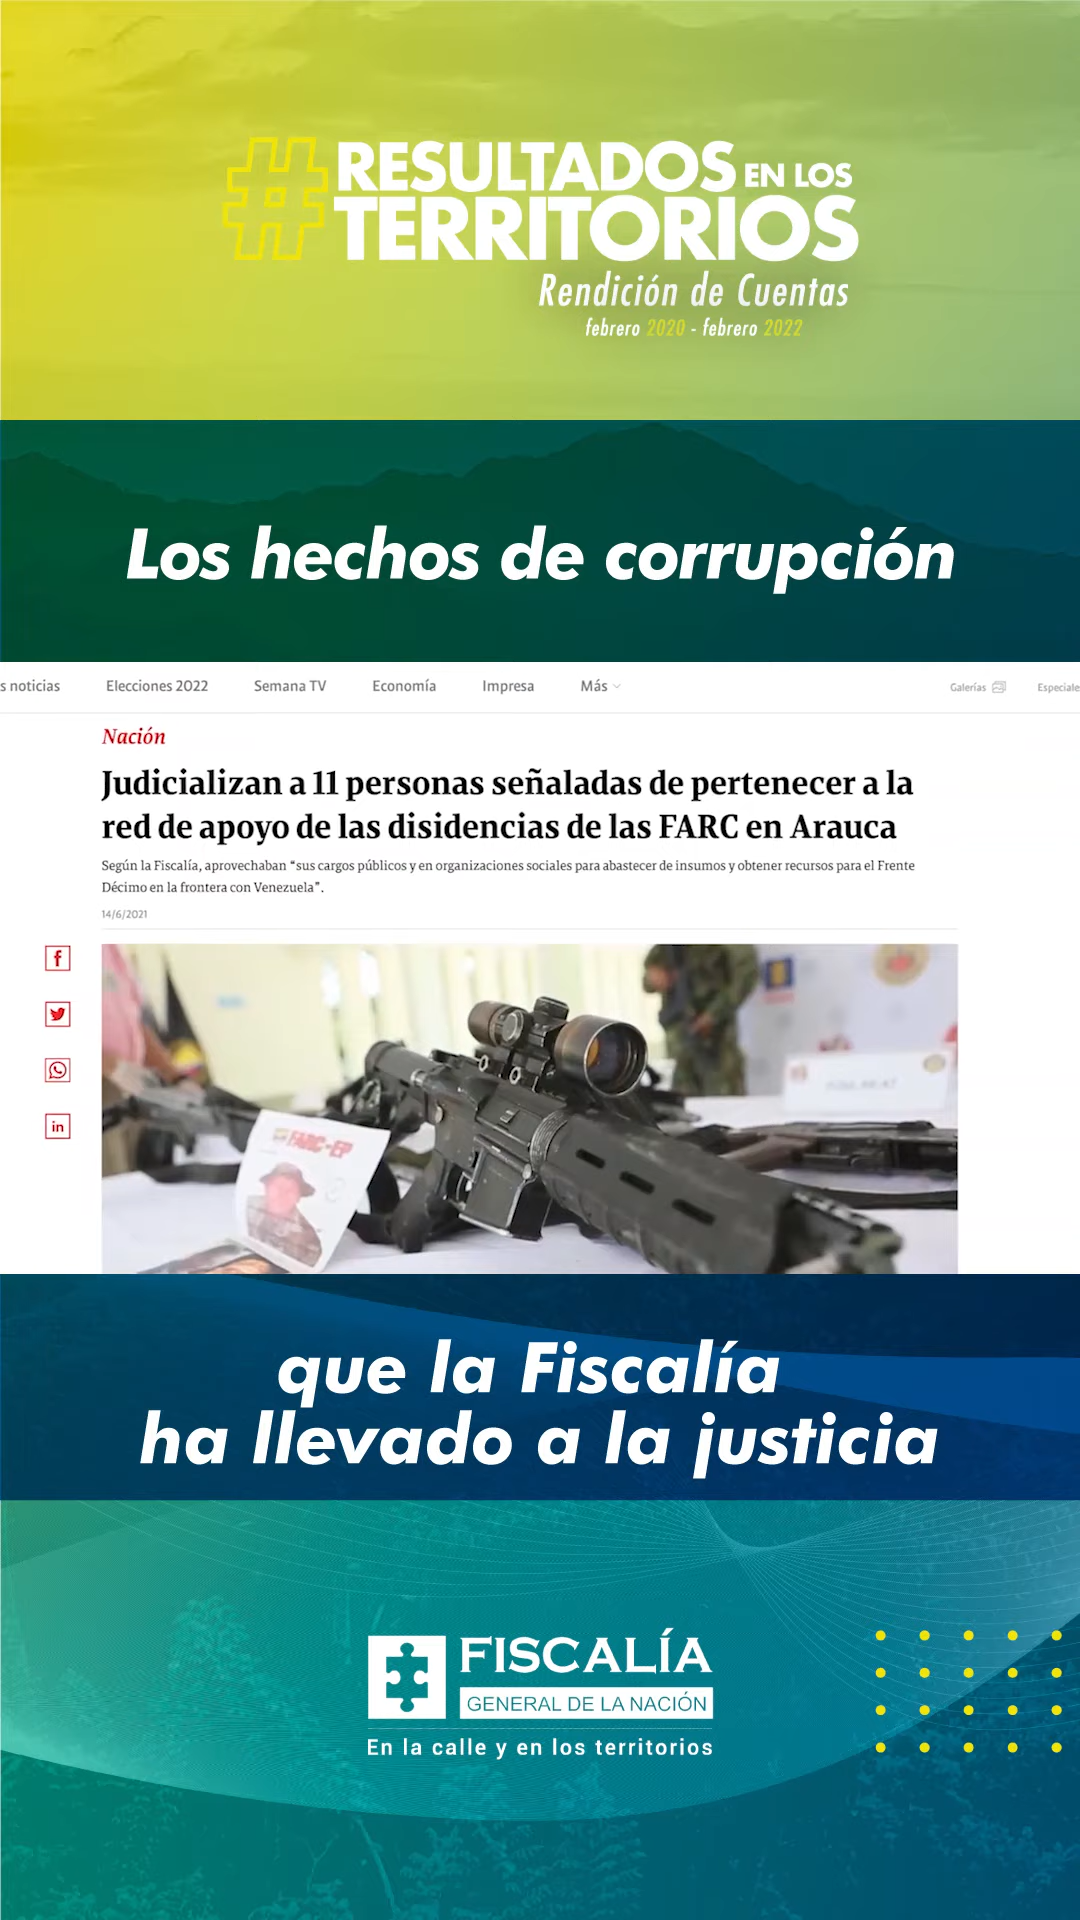 #RESULTADOS EN LOS
TERRITORIOS
Rendición de Cuentas
febrero 2020 - febrero 2022
Los hechos de corrupción
s noticias Elecciones 2022 Semana TV Economía Impresa Más Galerías Especiale
Nación
Judicializan a 11 personas señaladas de pertenecer a la
red de apoyo de las disidencias de las FARC en Arauca
Según la Fiscalía, aprovechaban “sus cargos públicos y en organizaciones sociales para abastecer de insumos y obtener recursos para el Frente
Décimo en la frontera con Venezuela”.
14/6/2021
FARC-EP
que la Fiscalía
ha llevado a la justicia
FISCALÍA
GENERAL DE LA NACIÓN
En la calle y en los territorios